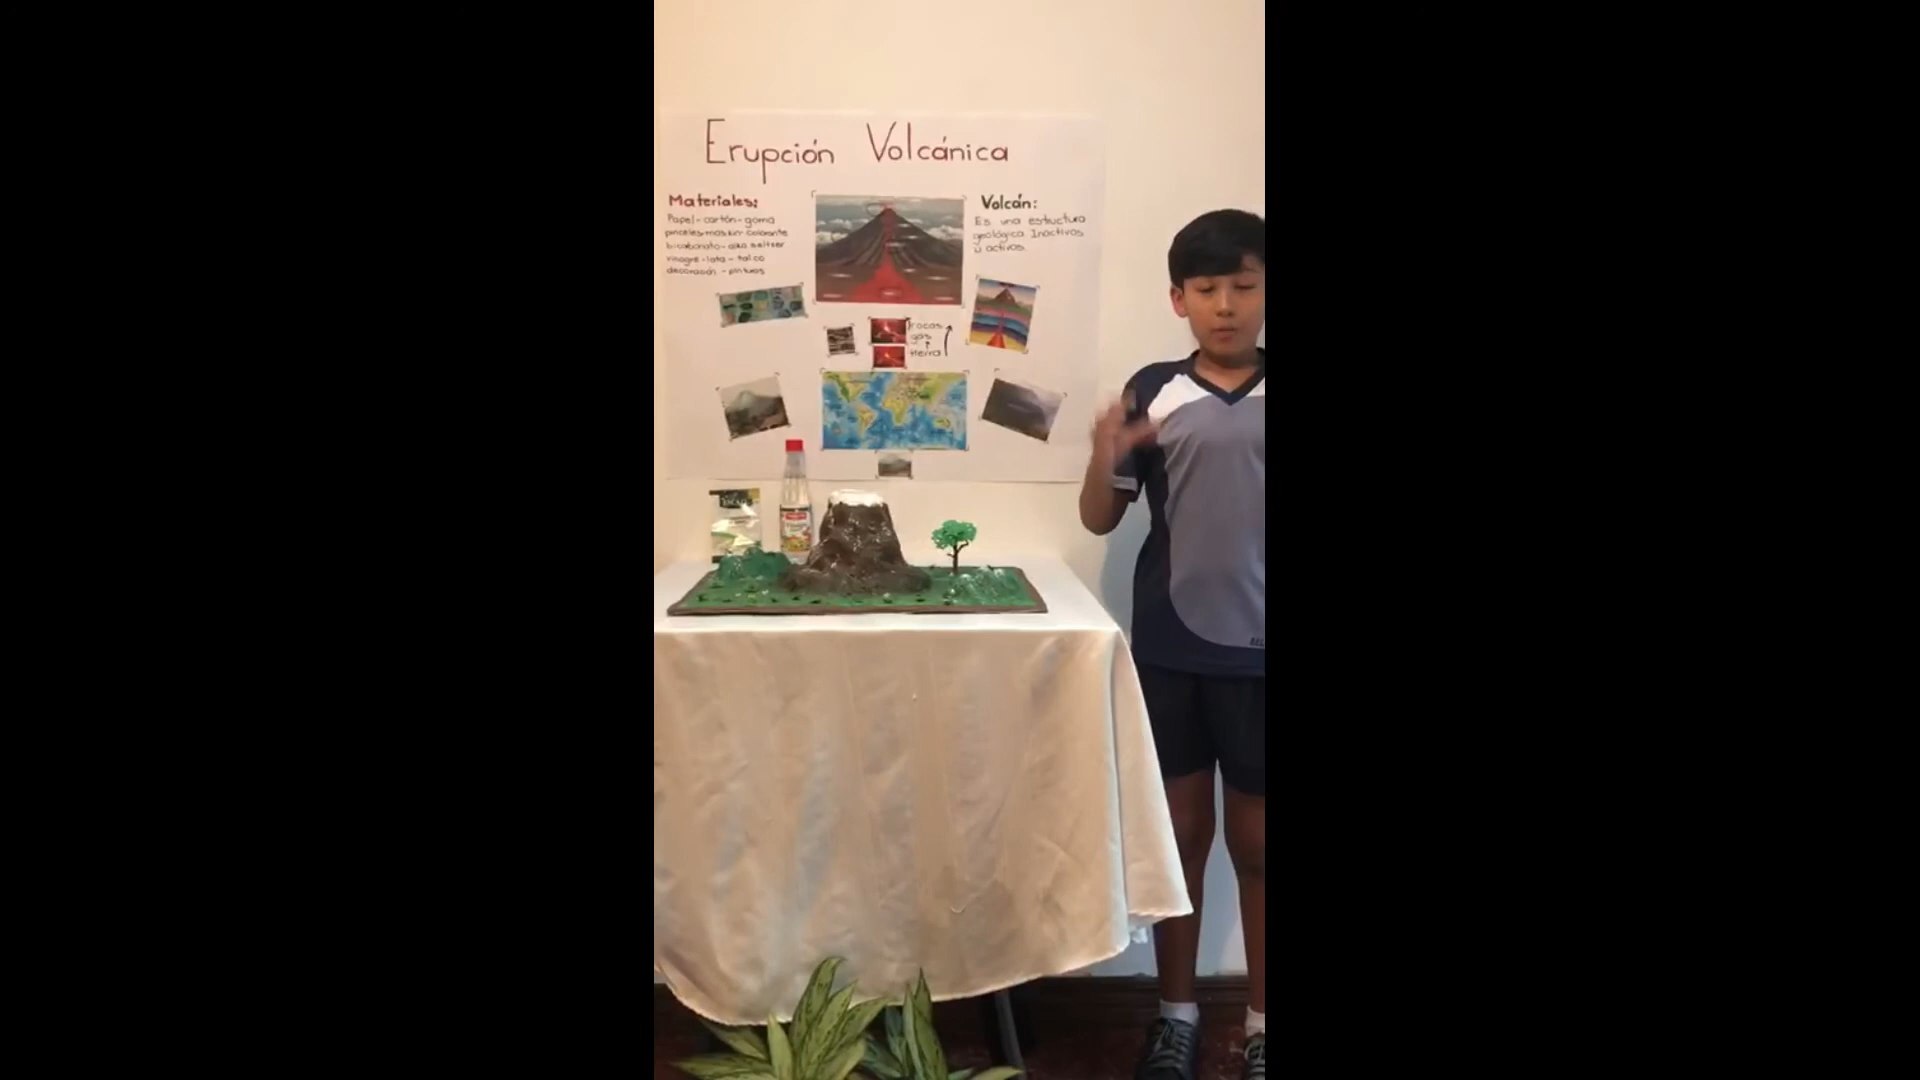 Erupción Volcánica
Materiales:
Papel-cartón-goma
pinceles-maskin-colorante
bicarbonato-alka seltser
vinagre-lata-talco
decoración-pinturas
Volcán:
Es una estructura
geológica. Inactivos
u activos.
rocas
gas
tierra